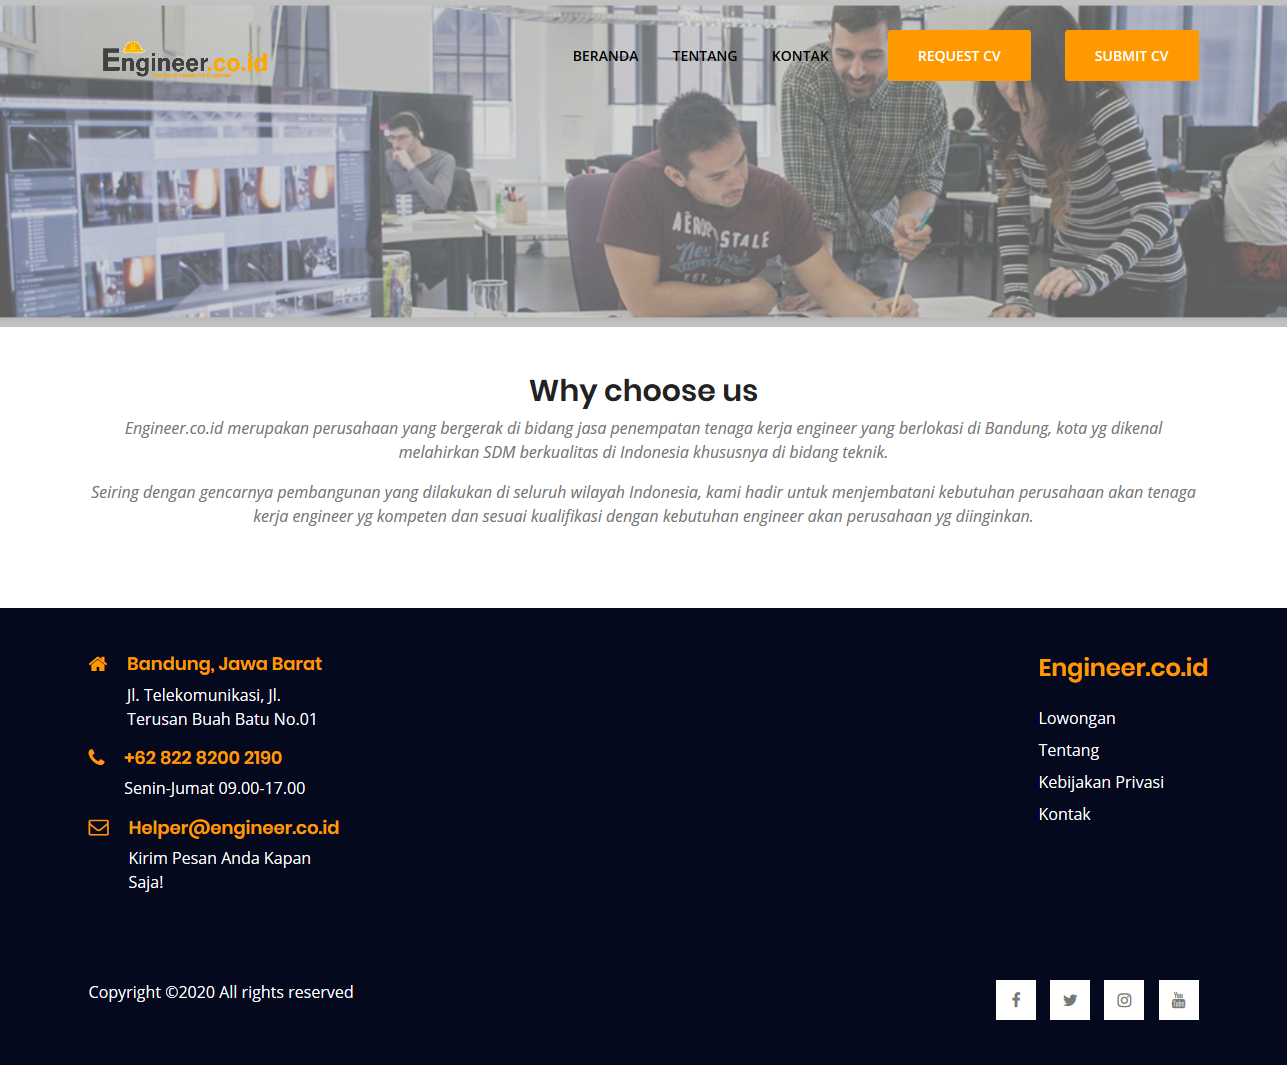 Engineer.co.id
BERANDA
TENTANG
KONTAK
REQUEST CV
SUBMIT CV
AEROPOSTALE
New York
Why choose us
Engineer.co.id merupakan perusahaan yang bergerak di bidang jasa penempatan tenaga kerja engineer yang berlokasi di Bandung, kota yg dikenal
melahirkan SDM berkualitas di Indonesia khususnya di bidang teknik.
Seiring dengan gencarnya pembangunan yang dilakukan di seluruh wilayah Indonesia, kami hadir untuk menjembatani kebutuhan perusahaan akan tenaga
kerja engineer yg kompeten dan sesuai kualifikasi dengan kebutuhan engineer akan perusahaan yg diinginkan.
Bandung, Jawa Barat
Jl. Telekomunikasi, Jl.
Terusan Buah Batu No.01
+62 822 8200 2190
Senin-Jumat 09.00-17.00
Helper@engineer.co.id
Kirim Pesan Anda Kapan
Saja!
Engineer.co.id
Lowongan
Tentang
Kebijakan Privasi
Kontak
Copyright ©2020 All rights reserved
You
Tube